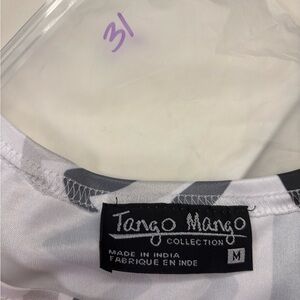 31
Tango Mango
COLLECTION
MADE IN INDIA
FABRIQUE EN INDE
M